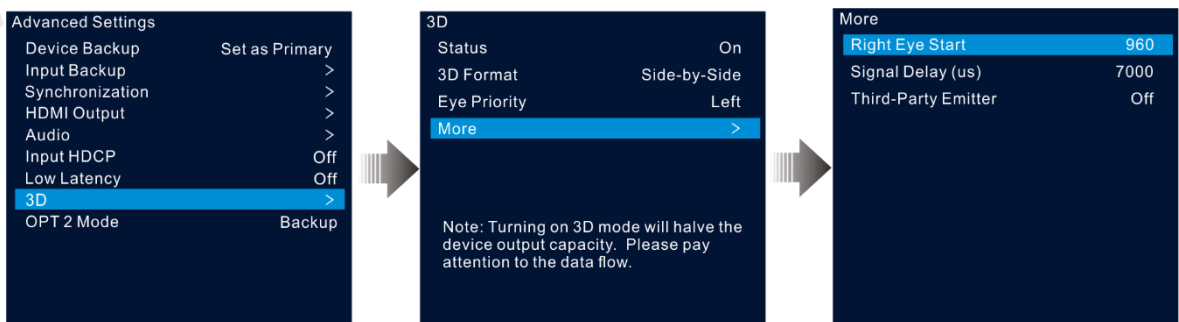 Advanced Settings
Device Backup Set as Primary
Input Backup >
Synchronization >
HDMI Output >
Audio >
Input HDCP Off
Low Latency Off
3D >
OPT 2 Mode Backup
3D
Status On
3D Format Side-by-Side
Eye Priority Left
More >
Note: Turning on 3D mode will halve the
device output capacity. Please pay
attention to the data flow.
More
Right Eye Start 960
Signal Delay (us) 7000
Third-Party Emitter Off